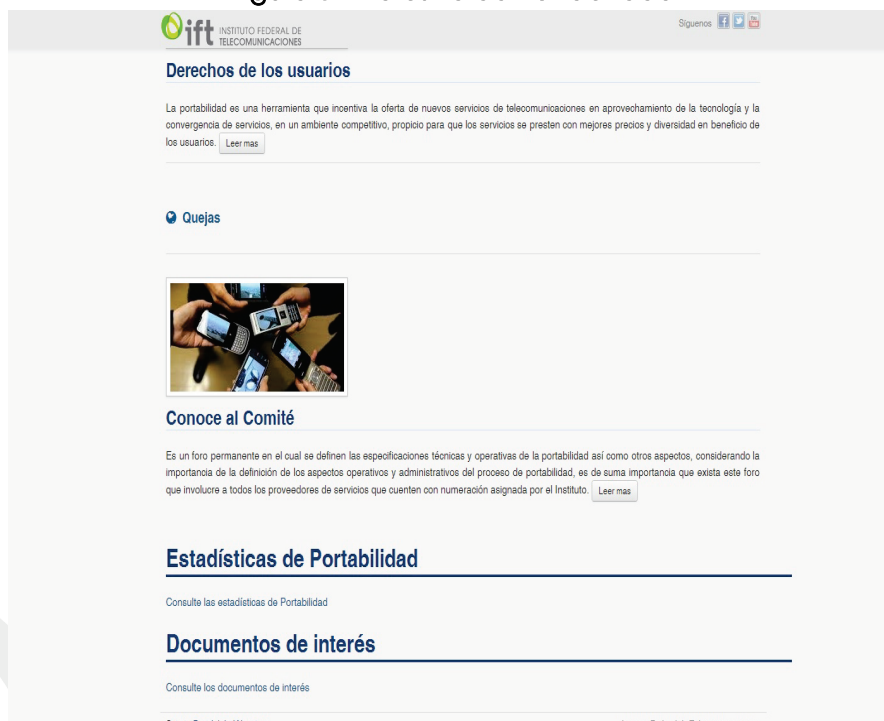 ift INSTITUTO FEDERAL DE
TELECOMUNICACIONES
Síguenos
Derechos de los usuarios
La portabilidad es una herramienta que incentiva la oferta de nuevos servicios de telecomunicaciones en aprovechamiento de la tecnología y la
convergencia de servicios, en un ambiente competitivo, propicio para que los servicios se presten con mejores precios y diversidad en beneficio de
los usuarios. Leer mas
Quejas
Conoce al Comité
Es un foro permanente en el cual se definen las especificaciones técnicas y operativas de la portabilidad así como otros aspectos, considerando la
importancia de la definición de los aspectos operativos y administrativos del proceso de portabilidad, es de suma importancia que exista este foro
que involucre a todos los proveedores de servicios que cuenten con numeración asignada por el Instituto. Leer mas
Estadísticas de Portabilidad
Consulte las estadísticas de Portabilidad
Documentos de interés
Consulte los documentos de interés